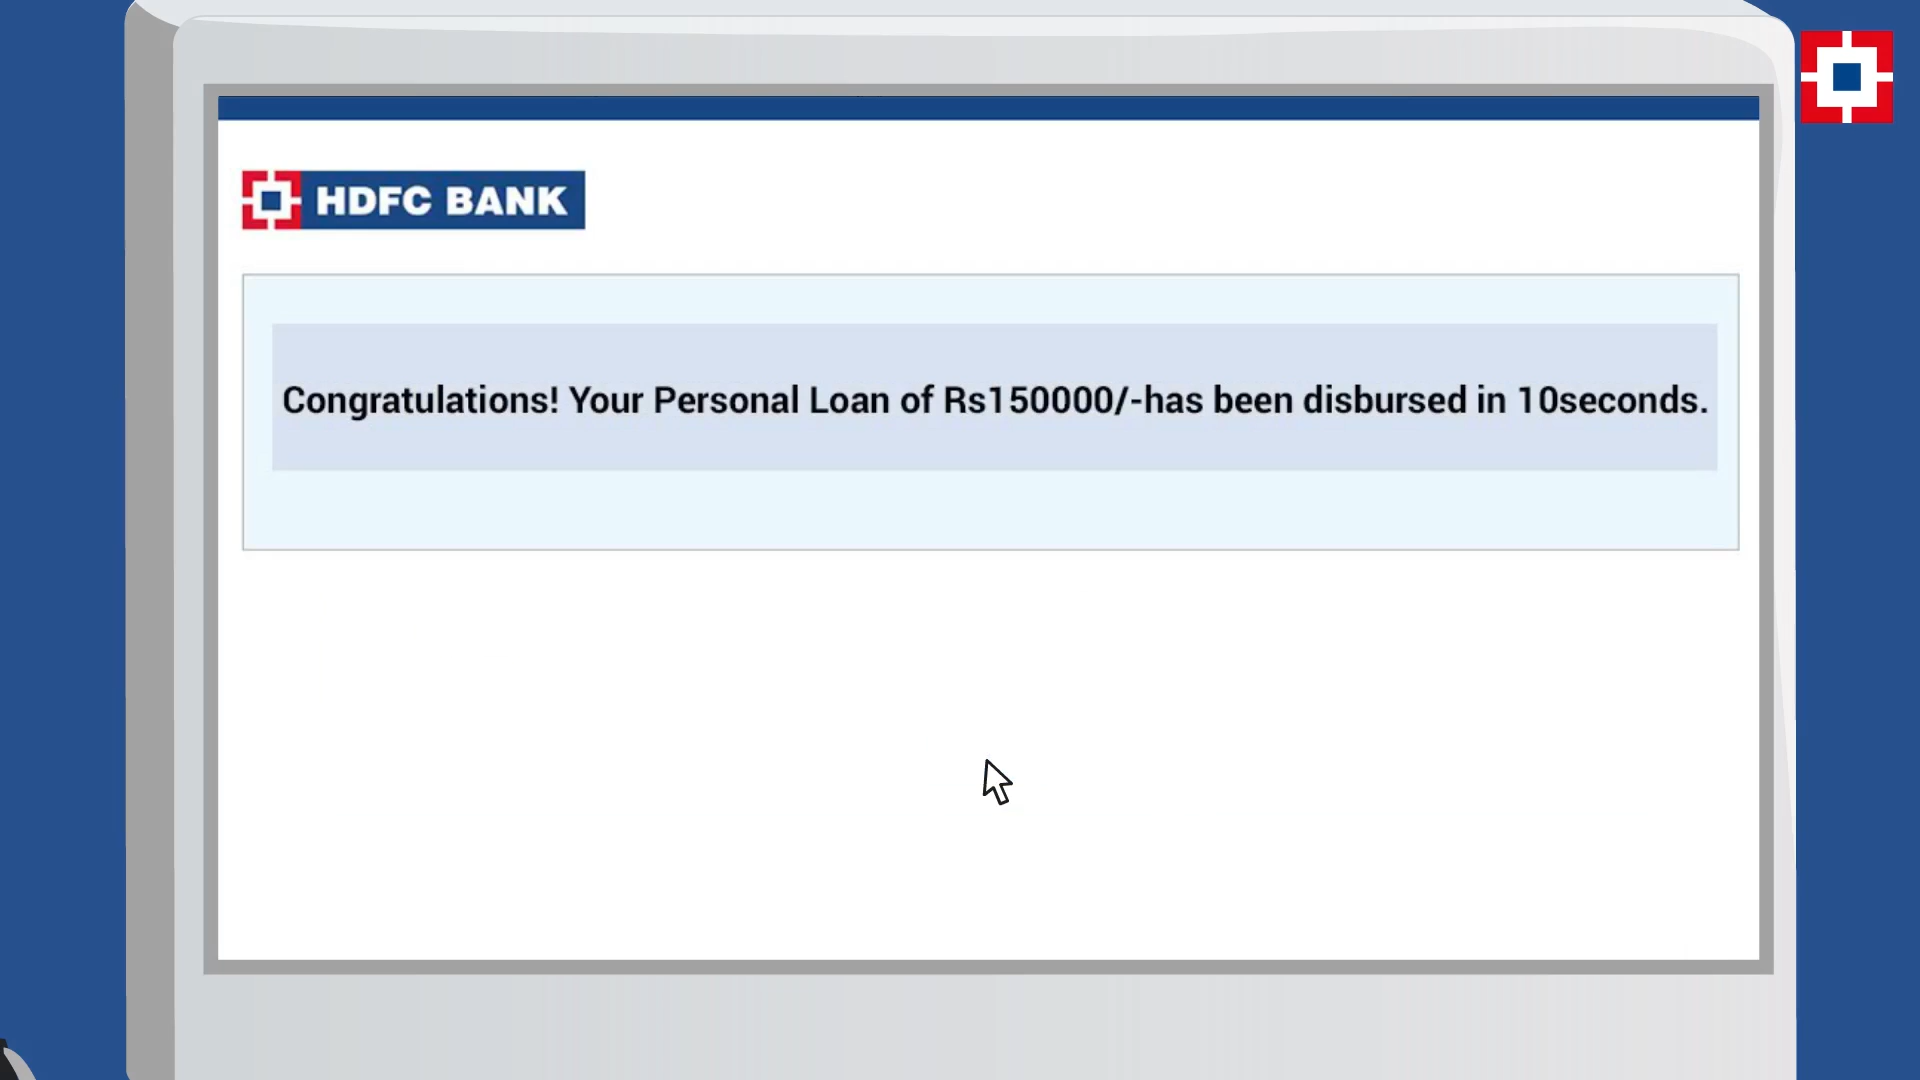 HDFC BANK
Congratulations! Your Personal Loan of Rs150000/-has been disbursed in 10seconds.